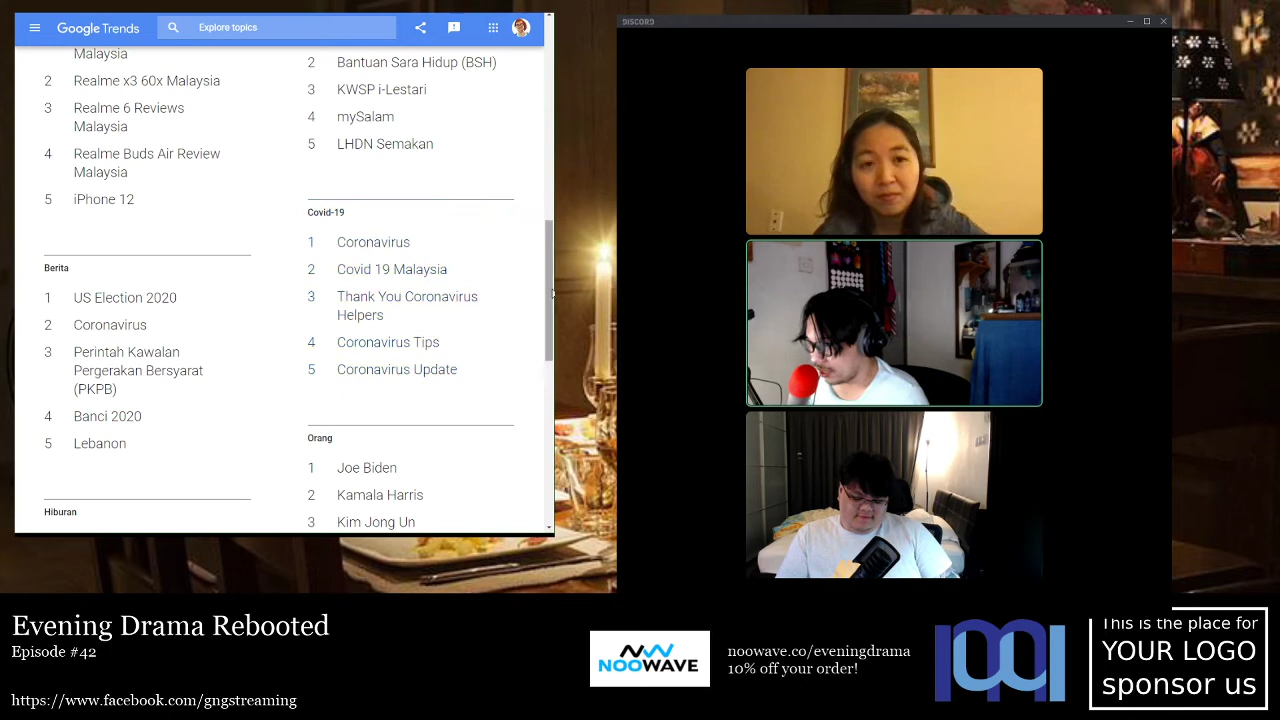 Google Trends
Explore topics
Malaysia
2 Realme x3 60x Malaysia
3 Realme 6 Reviews
Malaysia
4 Realme Buds Air Review
Malaysia
5 iPhone 12
Berita
1 US Election 2020
2 Coronavirus
3 Perintah Kawalan
Pergerakan Bersyarat
(PKPB)
4 Banci 2020
5 Lebanon
Hiburan
2 Bantuan Sara Hidup (BSH)
3 KWSP i-Lestari
4 mySalam
5 LHDN Semakan
Covid-19
1 Coronavirus
2 Covid 19 Malaysia
3 Thank You Coronavirus
Helpers
4 Coronavirus Tips
5 Coronavirus Update
Orang
1 Joe Biden
2 Kamala Harris
3 Kim Jong Un
DISCORD
Evening Drama Rebooted
Episode #42
https://www.facebook.com/gngstreaming
NOOWAVE
noowave.co/eveningdrama
10% off your order!
This is the place for
YOUR LOGO
sponsor us